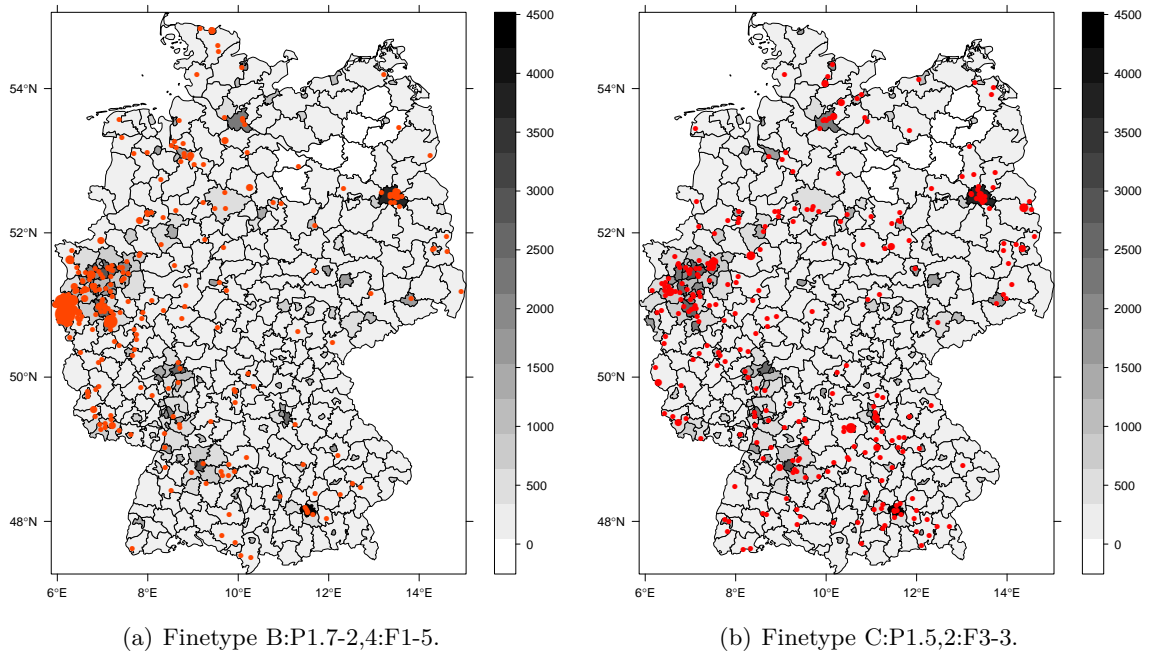 54°N
52°N
50°N
48°N
6°E 8°E 10°E 12°E 14°E
4500
4000
3500
3000
2500
2000
1500
1000
500
0
(a) Finetype B:P1.7-2,4:F1-5.
54°N
52°N
50°N
48°N
6°E 8°E 10°E 12°E 14°E
4500
4000
3500
3000
2500
2000
1500
1000
500
0
(b) Finetype C:P1.5,2:F3-3.